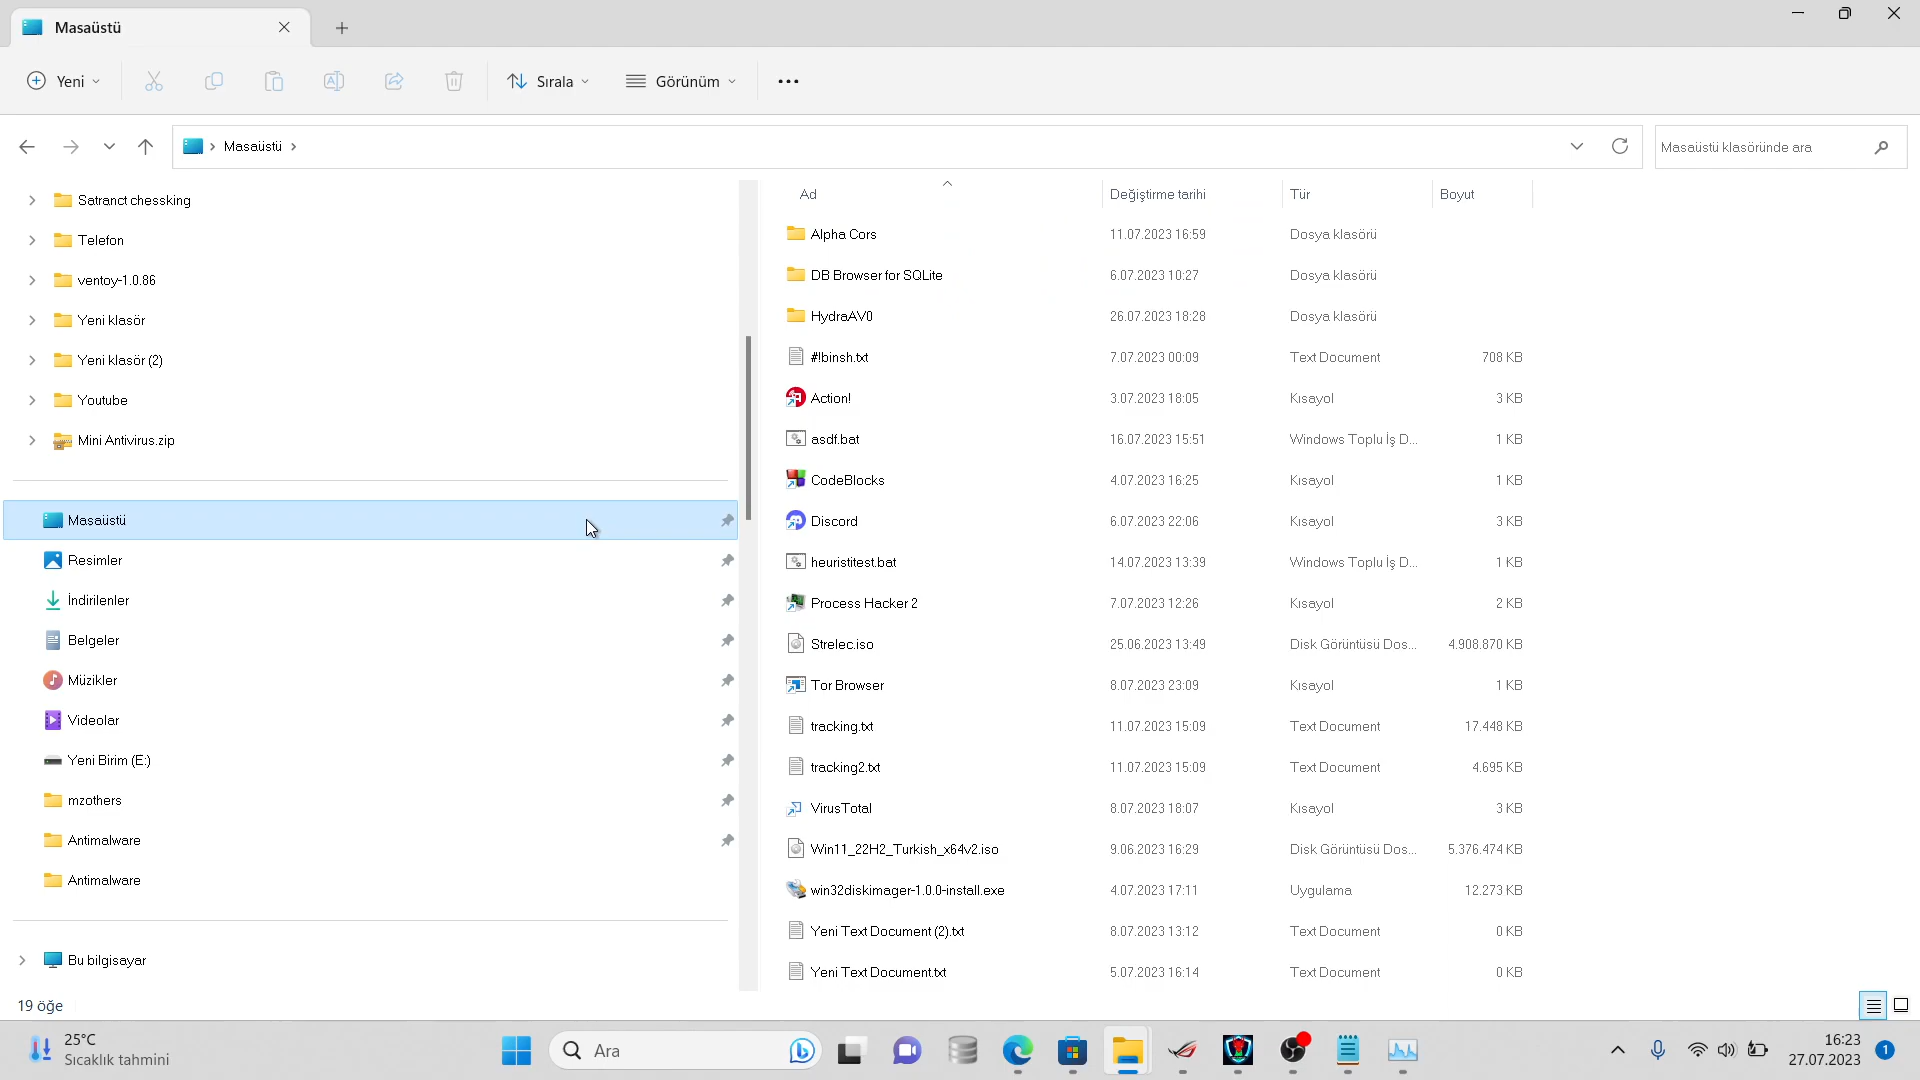 Masaüstü
Yeni
Sırala
Görünüm
Masaüstü
Masaüstü klasöründe ara
Satranct chessking
Telefon
ventoy-1.0.86
Yeni klasör
Yeni klasör (2)
Youtube
Mini Antivirus.zip
Masaüstü
Resimler
İndirilenler
Belgeler
Müzikler
Videolar
Yeni Birim (E:)
mzothers
Antimalware
Antimalware
Bu bilgisayar
Ad Değiştirme tarihi Tür Boyut
Alpha Cors 11.07.2023 16:59 Dosya klasörü
DB Browser for SQLite 6.07.2023 10:27 Dosya klasörü
HydraAV0 26.07.2023 18:28 Dosya klasörü
#!binsh.txt 7.07.2023 00:09 Text Document 708 KB
Action! 3.07.2023 18:05 Kısayol 3 KB
asdf.bat 16.07.2023 15:51 Windows Toplu İş D... 1 KB
CodeBlocks 4.07.2023 16:25 Kısayol 1 KB
Discord 6.07.2023 22:06 Kısayol 3 KB
heuristitest.bat 14.07.2023 13:39 Windows Toplu İş D... 1 KB
Process Hacker 2 7.07.2023 12:26 Kısayol 2 KB
Strelec.iso 25.06.2023 13:49 Disk Görüntüsü Dos... 4.908.870 KB
Tor Browser 8.07.2023 23:09 Kısayol 1 KB
tracking.txt 11.07.2023 15:09 Text Document 17.448 KB
tracking2.txt 11.07.2023 15:09 Text Document 4.695 KB
VirusTotal 8.07.2023 18:07 Kısayol 3 KB
Win11_22H2_Turkish_x64v2.iso 9.06.2023 16:29 Disk Görüntüsü Dos... 5.376.474 KB
win32diskimager-1.0.0-install.exe 4.07.2023 17:11 Uygulama 12.273 KB
Yeni Text Document (2).txt 8.07.2023 13:12 Text Document 0 KB
Yeni Text Document.txt 5.07.2023 16:14 Text Document 0 KB
19 öğe
25°C
Sıcaklık tahmini
Ara
16:23
27.07.2023
1